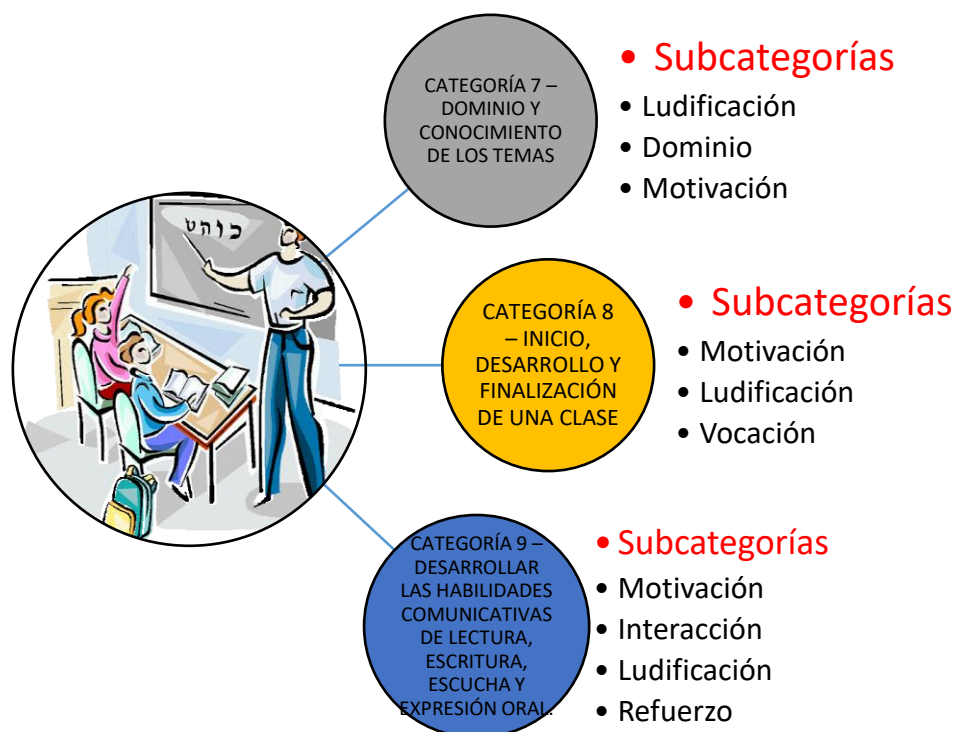 CATEGORÍA 7 –
DOMINIO Y
CONOCIMIENTO
DE LOS TEMAS
• Subcategorías
• Ludificación
• Dominio
• Motivación
CATEGORÍA 8
– INICIO,
DESARROLLO Y
FINALIZACIÓN
DE UNA CLASE
• Subcategorías
• Motivación
• Ludificación
• Vocación
CATEGORÍA 9 –
DESARROLLAR
LAS HABILIDADES
COMUNICATIVAS
DE LECTURA,
ESCRITURA,
ESCUCHA Y
EXPRESIÓN ORAL.
• Subcategorías
• Motivación
• Interacción
• Ludificación
• Refuerzo